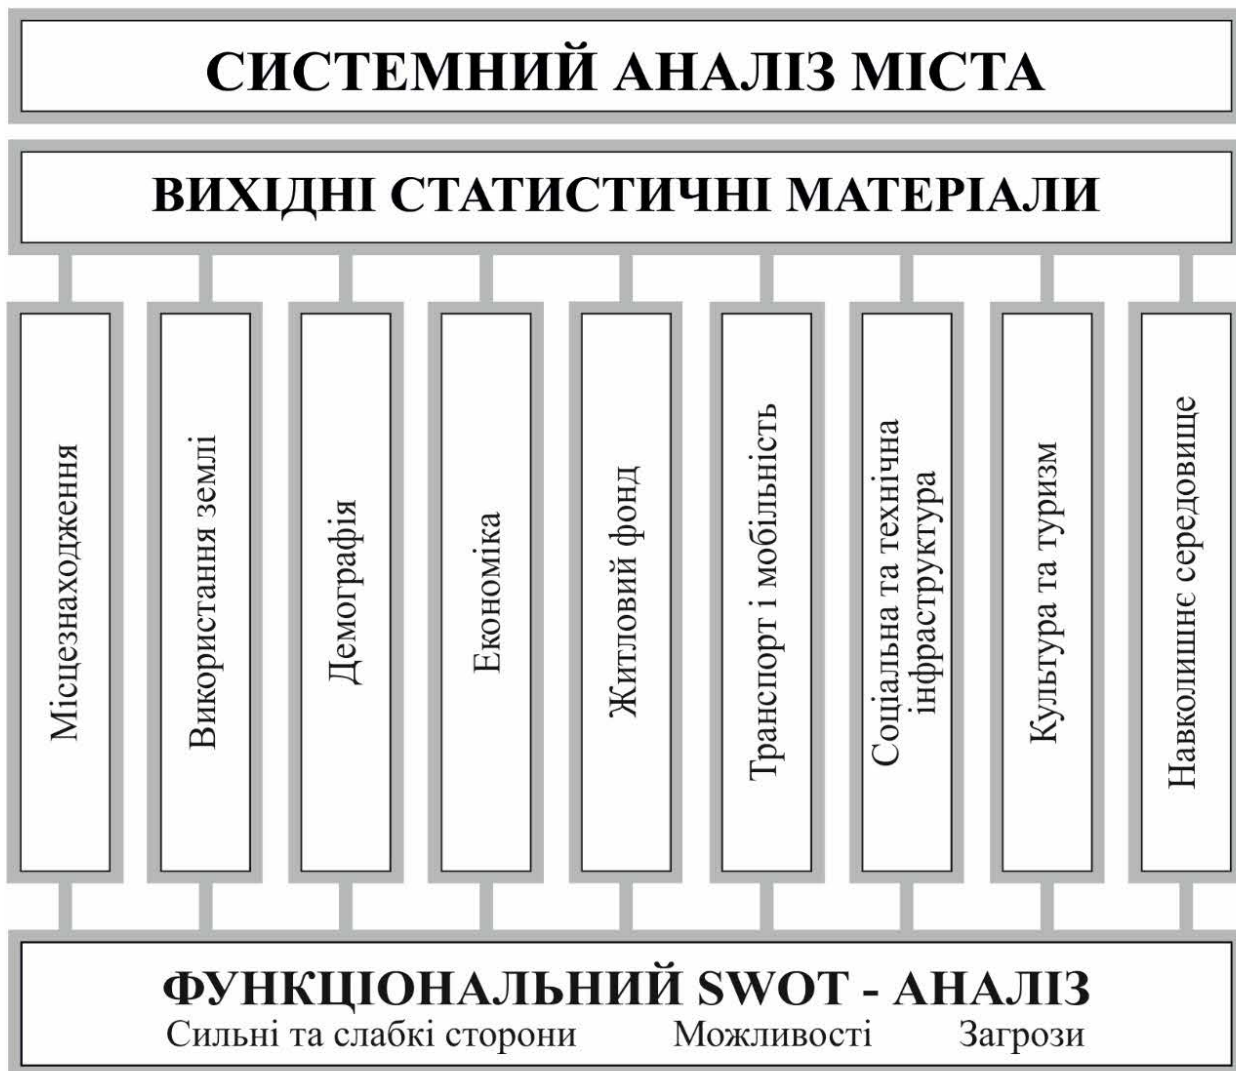 СИСТЕМНИЙ АНАЛІЗ МІСТА
ВИХІДНІ СТАТИСТИЧНІ МАТЕРІАЛИ
Місцезнаходження
Використання землі
Демографія
Економіка
Житловий фонд
Транспорт і мобільність
Соціальна та технічна
інфраструктура
Культура та туризм
Навколишнє середовище
ФУНКЦІОНАЛЬНИЙ SWOT - АНАЛІЗ
Сильні та слабкі сторони Можливості Загрози